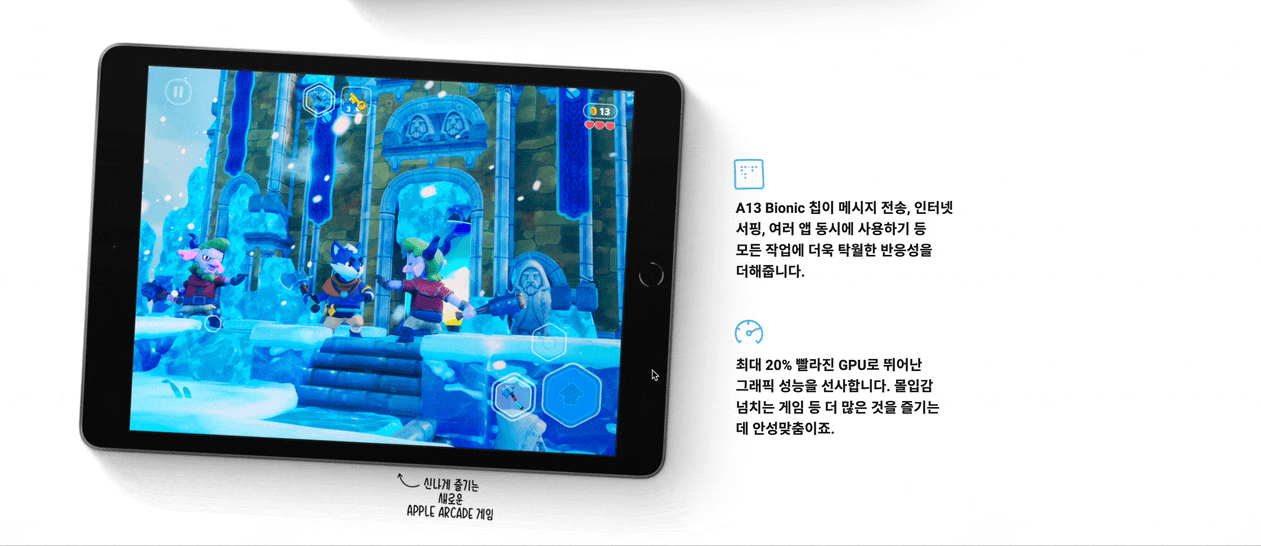 3
13
A13 Bionic 칩이 메시지 전송, 인터넷
서핑, 여러 앱 동시에 사용하기 등
모든 작업에 더욱 탁월한 반응성을
더해줍니다.
최대 20% 빨라진 GPU로 뛰어난
그래픽 성능을 선사합니다. 몰입감
넘치는 게임 등 더 많은 것을 즐기는
데 안성맞춤이죠.
신나게 즐기는
새로운
APPLE ARCADE 게임